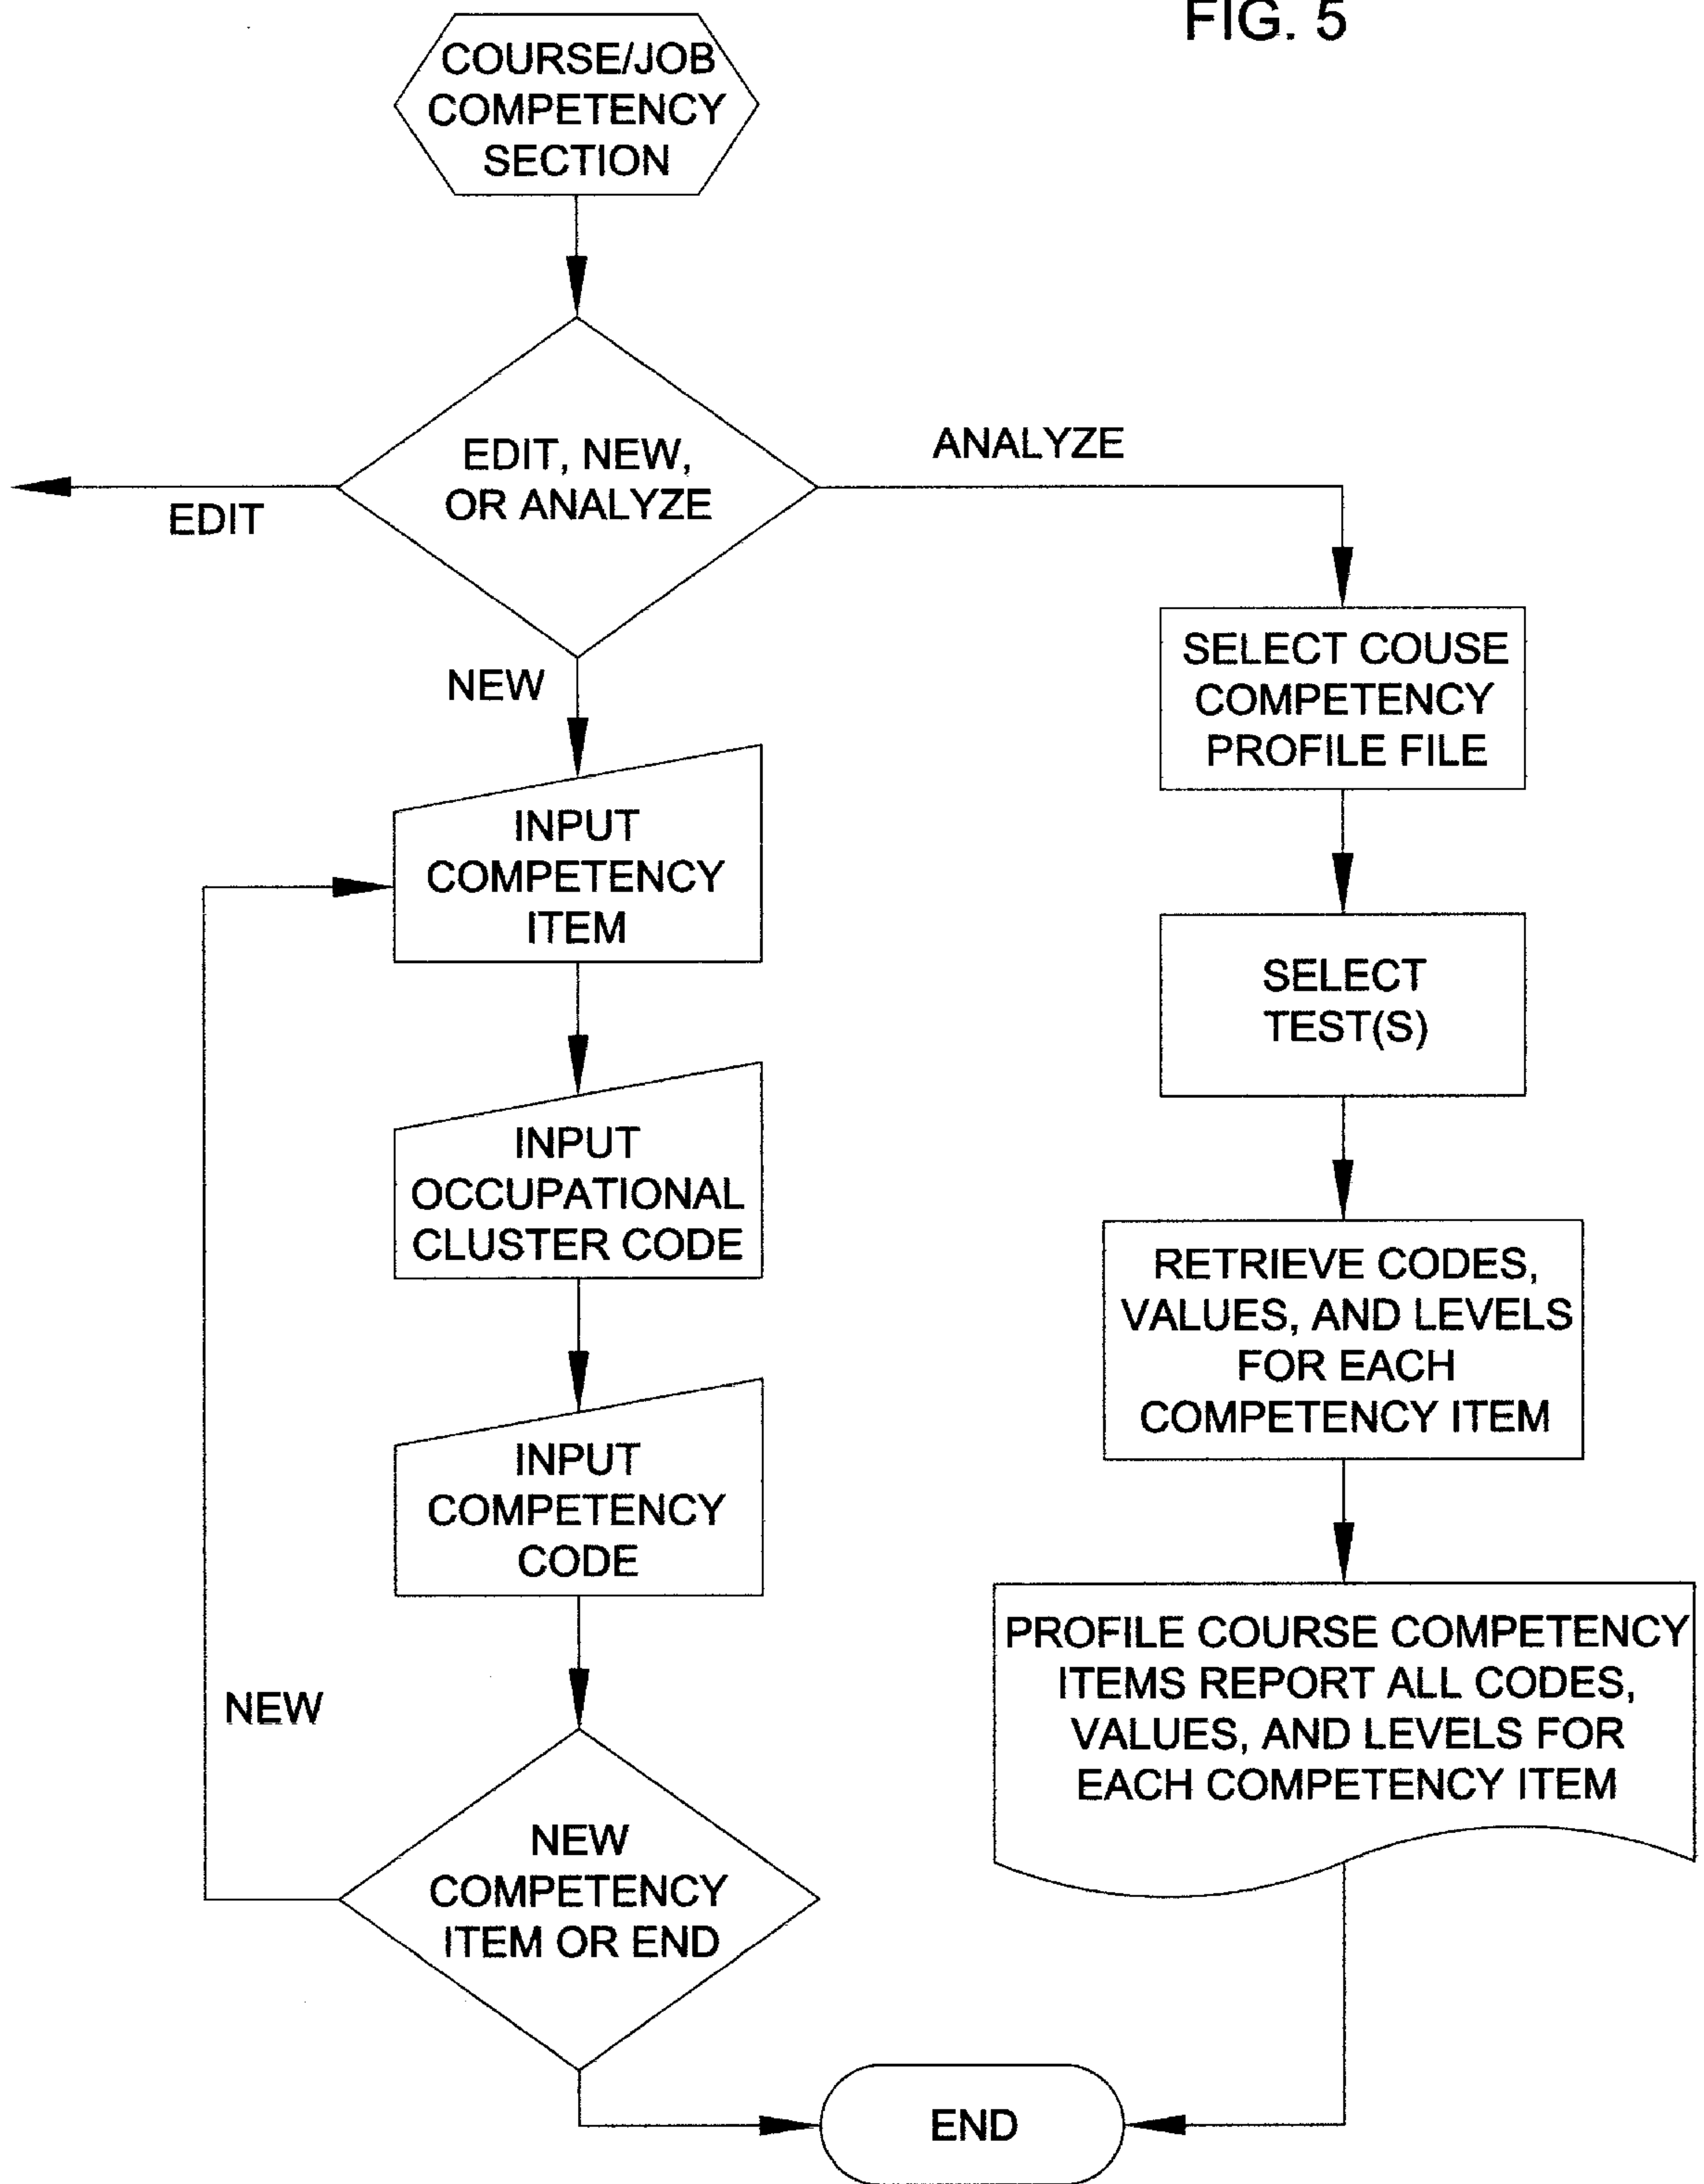 FIG. 5
COURSE/JOB
COMPETENCY
SECTION
EDIT, NEW,
OR ANALYZE
ANALYZE
EDIT
NEW
SELECT COUSE
COMPETENCY
PROFILE FILE
INPUT
COMPETENCY
ITEM
SELECT
TEST(S)
INPUT
OCCUPATIONAL
CLUSTER CODE
RETRIEVE CODES,
VALUES, AND LEVELS
FOR EACH
COMPETENCY ITEM
INPUT
COMPETENCY
CODE
PROFILE COURSE COMPETENCY
ITEMS REPORT ALL CODES,
VALUES, AND LEVELS FOR
EACH COMPETENCY ITEM
NEW
NEW
COMPETENCY
ITEM OR END
END